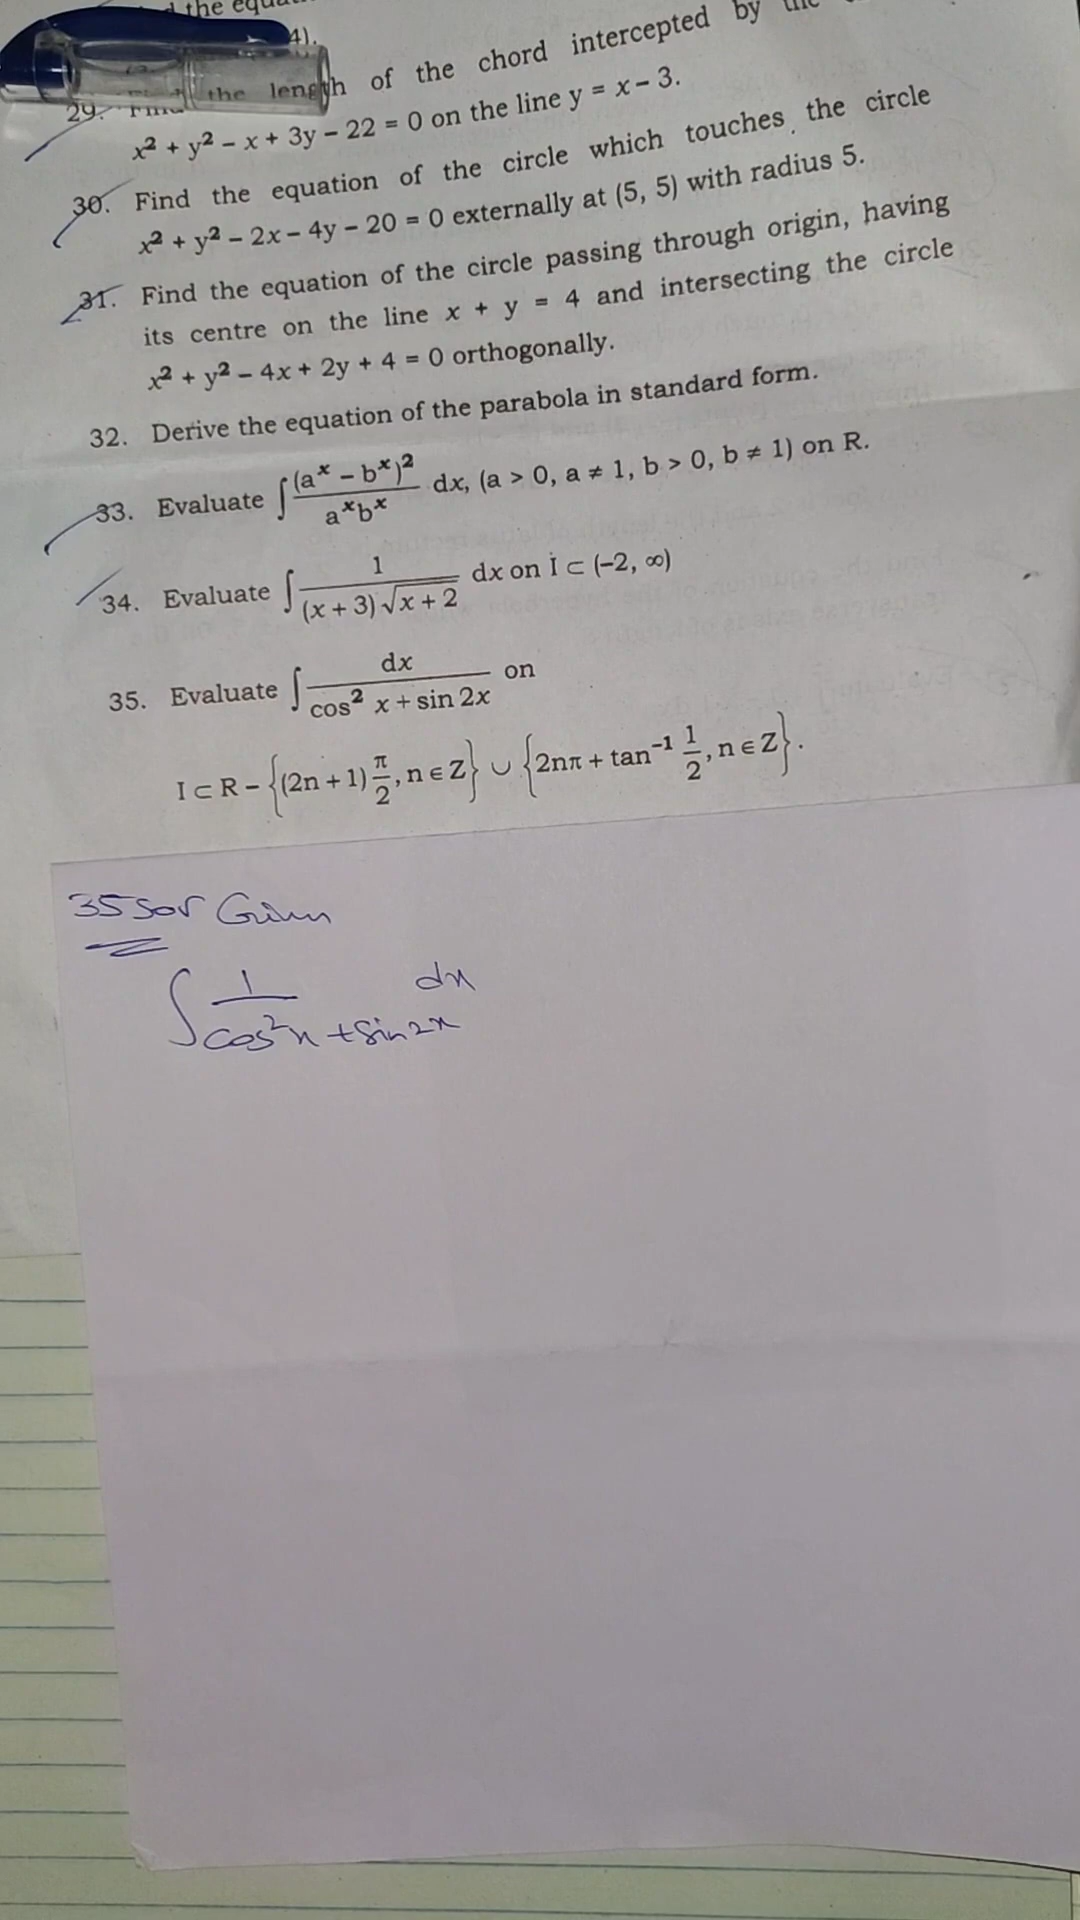 the
4).
29. Find the length of the chord intercepted by
x² + y² – x + 3y – 22 = 0 on the line y = x – 3.
30. Find the equation of the circle which touches the circle
x² + y² – 2x – 4y – 20 = 0 externally at (5, 5) with radius 5.
31. Find the equation of the circle passing through origin, having
its centre on the line x + y = 4 and intersecting the circle
x² + y² – 4x + 2y + 4 = 0 orthogonally.
32. Derive the equation of the parabola in standard form.
33. Evaluate ∫ (aˣ – bˣ)² / aˣbˣ dx, (a > 0, a ≠ 1, b > 0, b ≠ 1) on R.
34. Evaluate ∫ 1 / (x + 3) √x + 2 dx on I ⊂ (–2, ∞)
35. Evaluate ∫ dx / cos² x + sin 2x on
I ⊂ R – {(2n + 1) π/2, n ∈ Z} ∪ {2nπ + tan⁻¹ 1/2, n ∈ Z}.
35 Sol Given
∫ 1 / cos²x + sin 2x dx